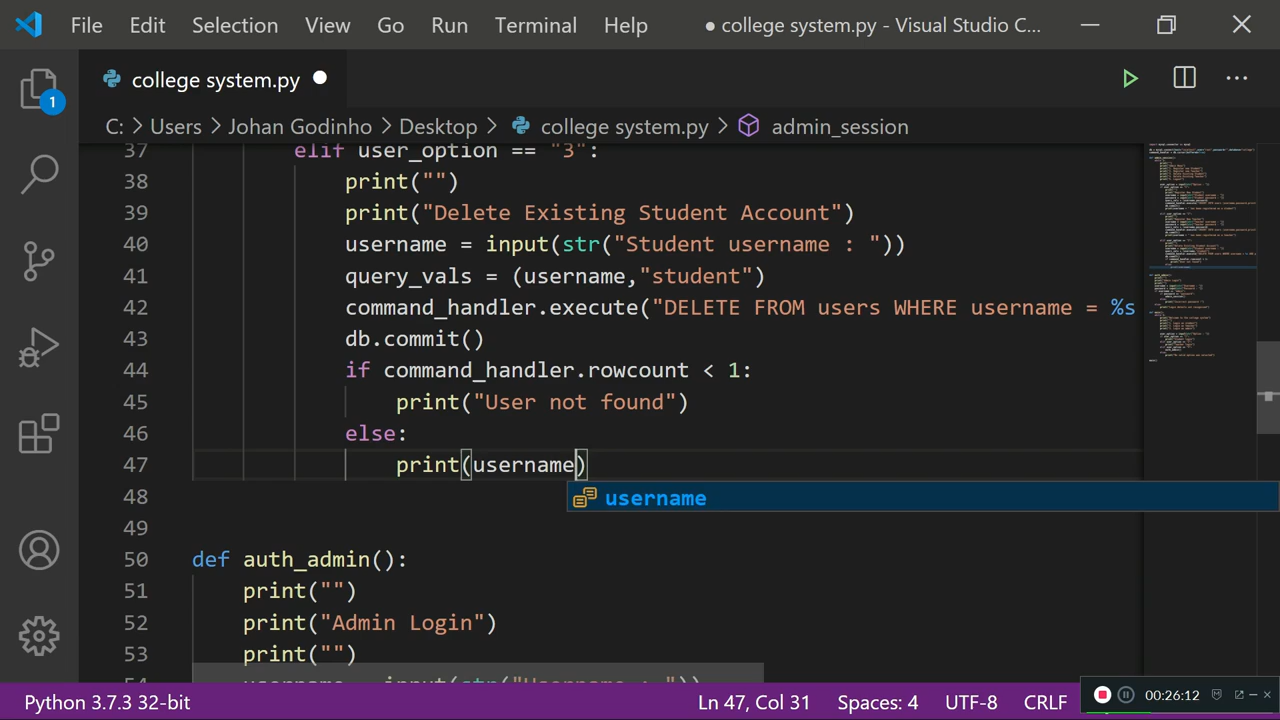 File Edit Selection View Go Run Terminal Help ● college system.py - Visual Studio C...
college system.py
1
C: > Users > Johan Godinho > Desktop > college system.py > admin_session
37 elif user_option == "3":
38 print("")
39 print("Delete Existing Student Account")
40 username = input(str("Student username : "))
41 query_vals = (username,"student")
42 command_handler.execute("DELETE FROM users WHERE username = %s
43 db.commit()
44 if command_handler.rowcount < 1:
45 print("User not found")
46 else:
47 print(username)
username
48
49
50 def auth_admin():
51 print("")
52 print("Admin Login")
53 print("")
54 username = input(str("Username : "))
Python 3.7.3 32-bit Ln 47, Col 31 Spaces: 4 UTF-8 CRLF 00:26:12